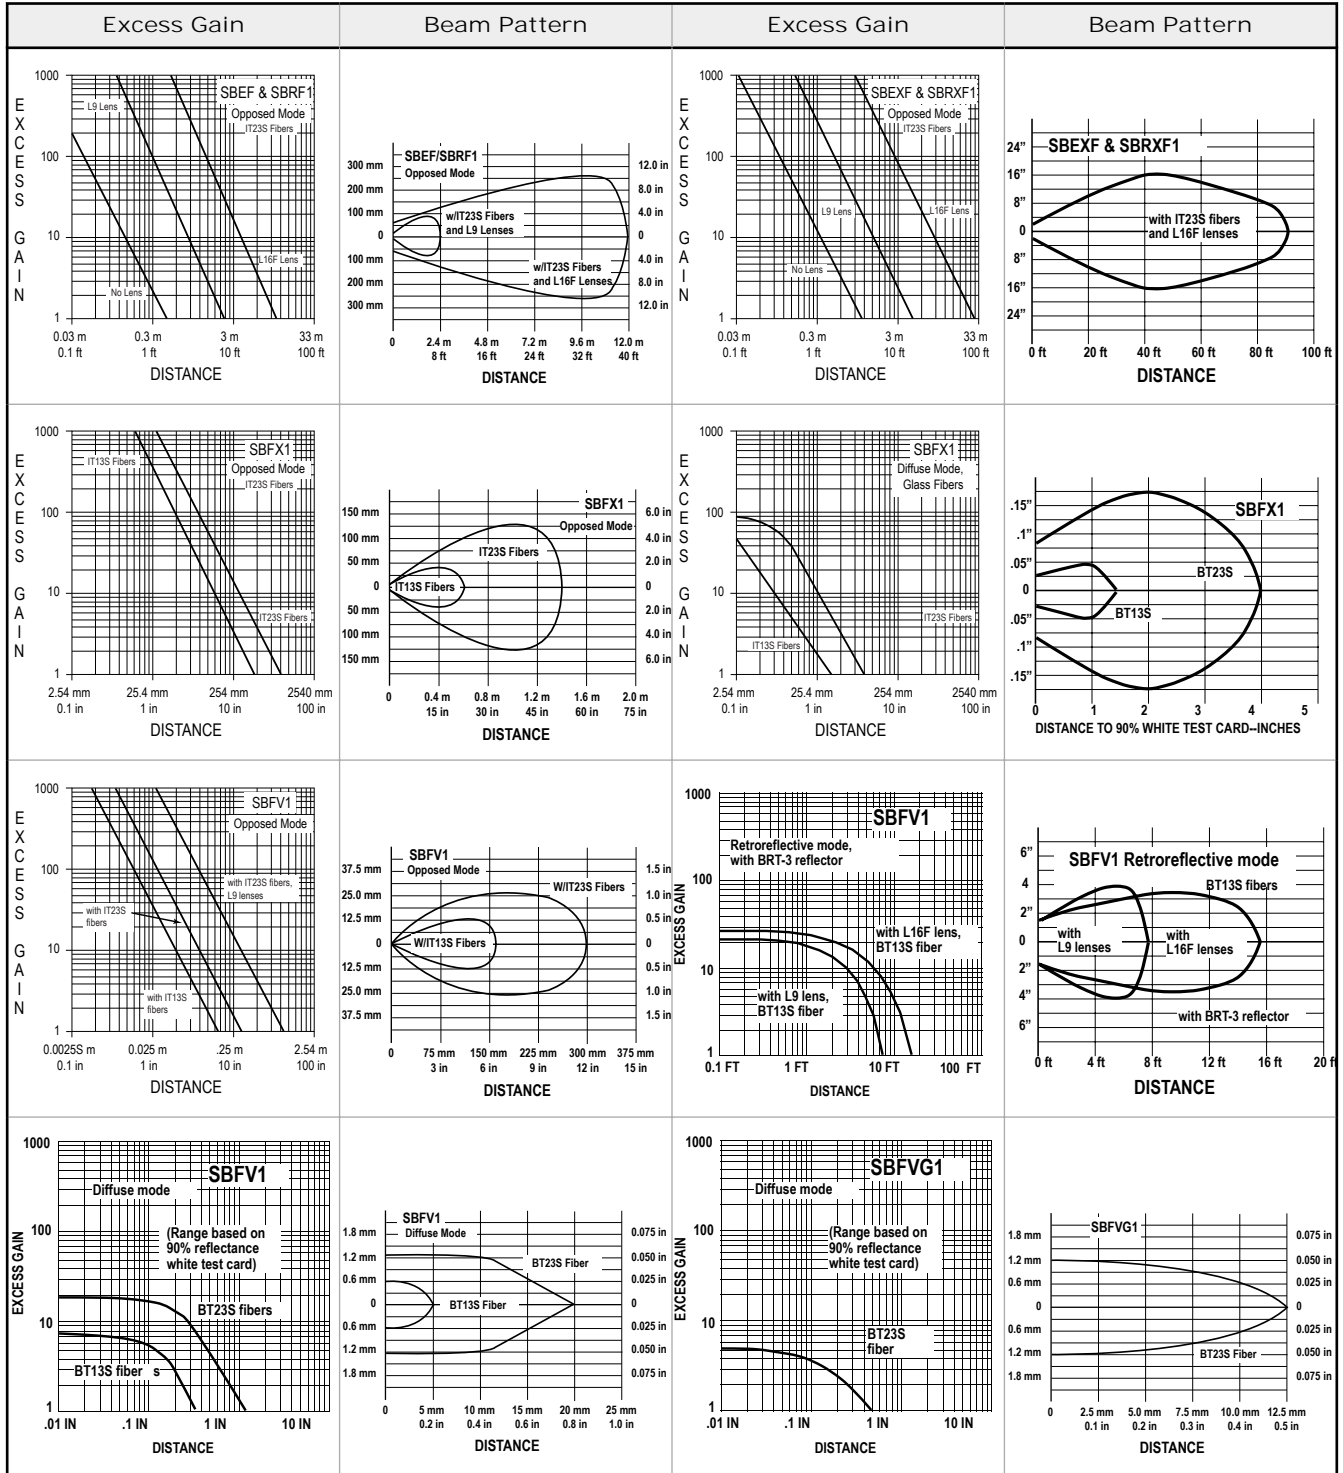 Excess Gain
Beam Pattern
Excess Gain
Beam Pattern
EXCESS GAIN
1000
100
10
1
SBEF & SBRF1
Opposed Mode
IT23S Fibers
L9 Lens
L16F Lens
No Lens
0.03 m 0.3 m 3 m 33 m
0.1 ft 1 ft 10 ft 100 ft
DISTANCE
SBEF/SBRF1
Opposed Mode
300 mm 12.0 in
200 mm 8.0 in
100 mm 4.0 in
0 0
100 mm 4.0 in
200 mm 8.0 in
300 mm 12.0 in
w/IT23S Fibers
and L9 Lenses
w/IT23S Fibers
and L16F Lenses
0 2.4 m 4.8 m 7.2 m 9.6 m 12.0 m
8 ft 16 ft 24 ft 32 ft 40 ft
DISTANCE
EXCESS GAIN
1000
100
10
1
SBEXF & SBRXF1
Opposed Mode
IT23S Fibers
L9 Lens
L16F Lens
No Lens
0.03 m 0.3 m 3 m 33 m
0.1 ft 1 ft 10 ft 100 ft
DISTANCE
SBEXF & SBRXF1
24”
16”
8”
0
8”
16”
24”
with IT23S fibers
and L16F lenses
0 ft 20 ft 40 ft 60 ft 80 ft 100 ft
DISTANCE
EXCESS GAIN
1000
100
10
1
SBFX1
Opposed Mode
IT23S Fibers
IT13S Fibers
IT23S Fibers
2.54 mm 25.4 mm 254 mm 2540 mm
0.1 in 1 in 10 in 100 in
DISTANCE
SBFX1
Opposed Mode
150 mm 6.0 in
100 mm 4.0 in
50 mm 2.0 in
0 0
50 mm 2.0 in
100 mm 4.0 in
150 mm 6.0 in
IT23S Fibers
IT13S Fibers
0 0.4 m 0.8 m 1.2 m 1.6 m 2.0 m
15 in 30 in 45 in 60 in 75 in
DISTANCE
EXCESS GAIN
1000
100
10
1
SBFX1
Diffuse Mode,
Glass Fibers
IT23S Fibers
IT13S Fibers
2.54 mm 25.4 mm 254 mm 2540 mm
0.1 in 1 in 10 in 100 in
DISTANCE
SBFX1
.15”
.1”
.05”
0
.05”
.1”
.15”
BT23S
BT13S
0 1 2 3 4 5
DISTANCE TO 90% WHITE TEST CARD--INCHES
EXCESS GAIN
1000
100
10
1
SBFV1
Opposed Mode
with IT23S fibers,
L9 lenses
with IT23S
fibers
with IT13S
fibers
0.0025S m 0.025 m .25 m 2.54 m
0.1 in 1 in 10 in 100 in
DISTANCE
SBFV1
Opposed Mode
37.5 mm 1.5 in
25.0 mm 1.0 in
12.5 mm 0.5 in
0 0
12.5 mm 0.5 in
25.0 mm 1.0 in
37.5 mm 1.5 in
W/IT23S Fibers
W/IT13S Fibers
0 75 mm 150 mm 225 mm 300 mm 375 mm
3 in 6 in 9 in 12 in 15 in
DISTANCE
EXCESS GAIN
1000
100
10
1
SBFV1
Retroreflective mode,
with BRT-3 reflector
with L16F lens,
BT13S fiber
with L9 lens,
BT13S fiber
0.1 FT 1 FT 10 FT 100 FT
DISTANCE
SBFV1 Retroreflective mode
BT13S fibers
6”
4
2”
0
2”
4”
6”
with
L9 lenses
with
L16F lenses
with BRT-3 reflector
0 ft 4 ft 8 ft 12 ft 16 ft 20 ft
DISTANCE
EXCESS GAIN
1000
100
10
1
SBFV1
Diffuse mode
(Range based on
90% reflectance
white test card)
BT23S fibers
BT13S fiber s
.01 IN .1 IN 1 IN 10 IN
DISTANCE
SBFV1
Diffuse Mode
1.8 mm 0.075 in
1.2 mm 0.050 in
0.6 mm 0.025 in
0 0
0.6 mm 0.025 in
1.2 mm 0.050 in
1.8 mm 0.075 in
BT23S Fiber
BT13S Fiber
0 5 mm 10 mm 15 mm 20 mm 25 mm
0.2 in 0.4 in 0.6 in 0.8 in 1.0 in
DISTANCE
EXCESS GAIN
1000
100
10
1
SBFVG1
Diffuse mode
(Range based on
90% reflectance
white test card)
BT23S
fiber
.01 IN .1 IN 1 IN 10 IN
DISTANCE
SBFVG1
1.8 mm 0.075 in
1.2 mm 0.050 in
0.6 mm 0.025 in
0 0
0.6 mm 0.025 in
1.2 mm 0.050 in
1.8 mm 0.075 in
BT23S Fiber
0 2.5 mm 5.0 mm 7.5 mm 10.0 mm 12.5 mm
0.1 in 0.2 in 0.3 in 0.4 in 0.5 in
DISTANCE